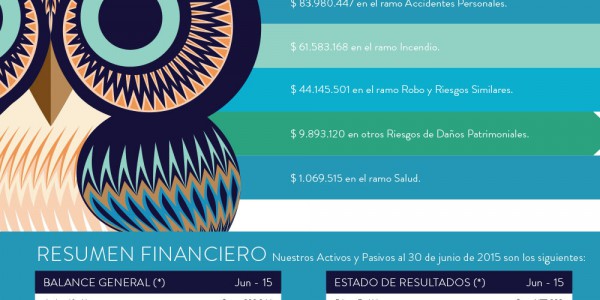 $ 83.980.447 en el ramo Accidentes Personales.
$ 61.583.168 en el ramo Incendio.
$ 44.145.501 en el ramo Robo y Riesgos Similares.
$ 9.893.120 en otros Riesgos de Daños Patrimoniales.
$ 1.069.515 en el ramo Salud.
RESUMEN FINANCIERO Nuestros Activos y Pasivos al 30 de junio de 2015 son los siguientes:
BALANCE GENERAL (*) Jun - 15
ESTADO DE RESULTADOS (*) Jun - 15